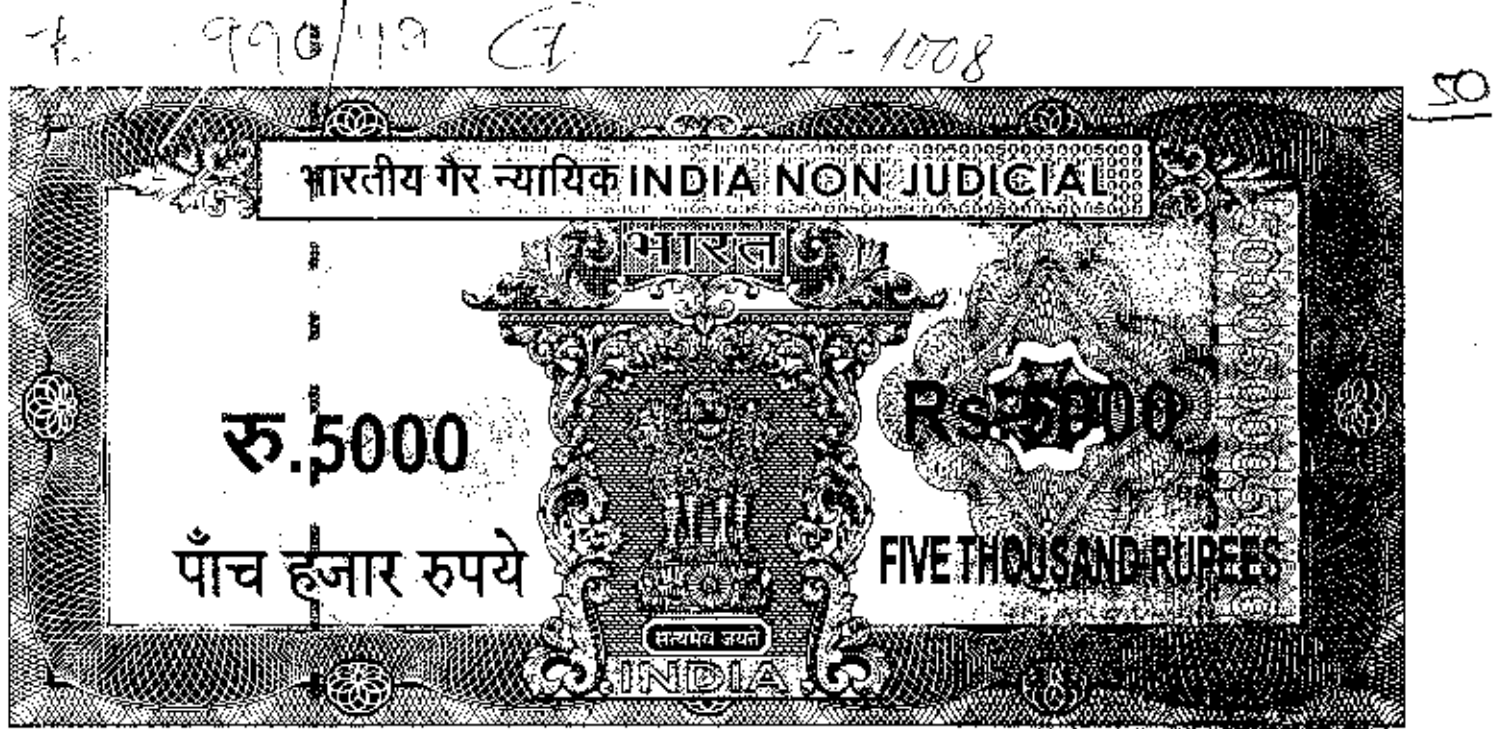 I-1008
भारतीय गैर न्यायिक INDIA NON JUDICIAL
भारत
रु.5000
Rs.5000
पाँच हजार रुपये
FIVE THOUSAND RUPEES
सत्यमेव जयते
INDIA